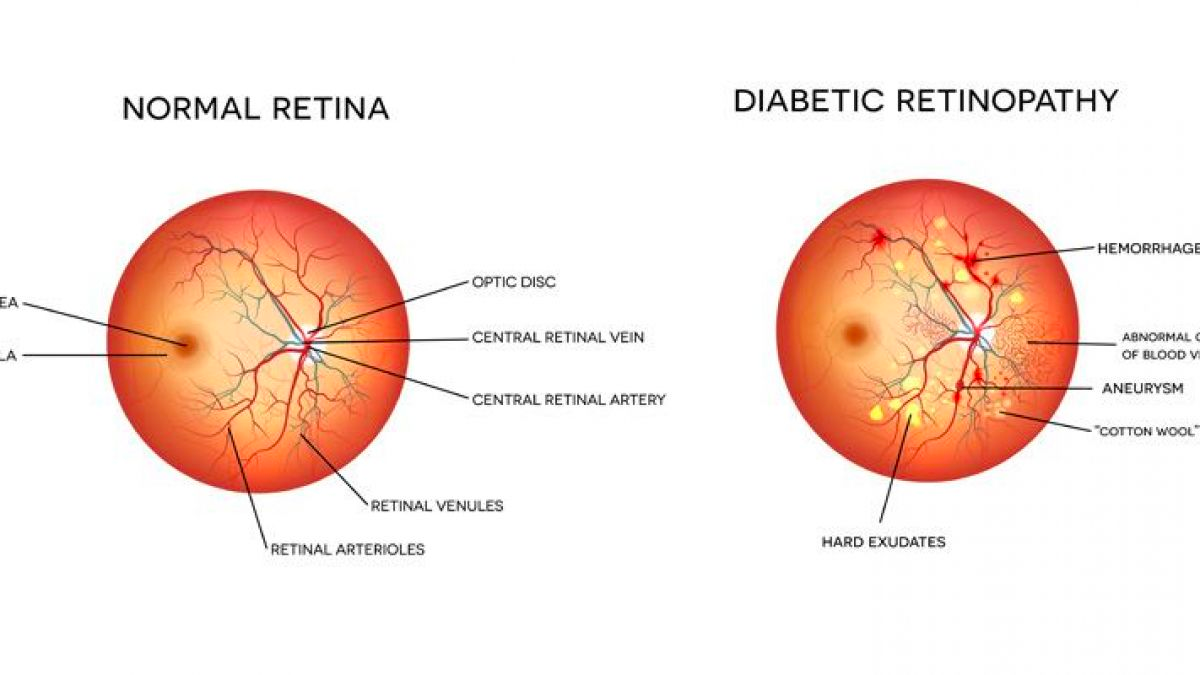 NORMAL RETINA
EA
LA
OPTIC DISC
CENTRAL RETINAL VEIN
CENTRAL RETINAL ARTERY
RETINAL VENULES
RETINAL ARTERIOLES
DIABETIC RETINOPATHY
HEMORRHAGE
ABNORMAL
OF BLOOD
ANEURYSM
"COTTON WOOL"
HARD EXUDATES